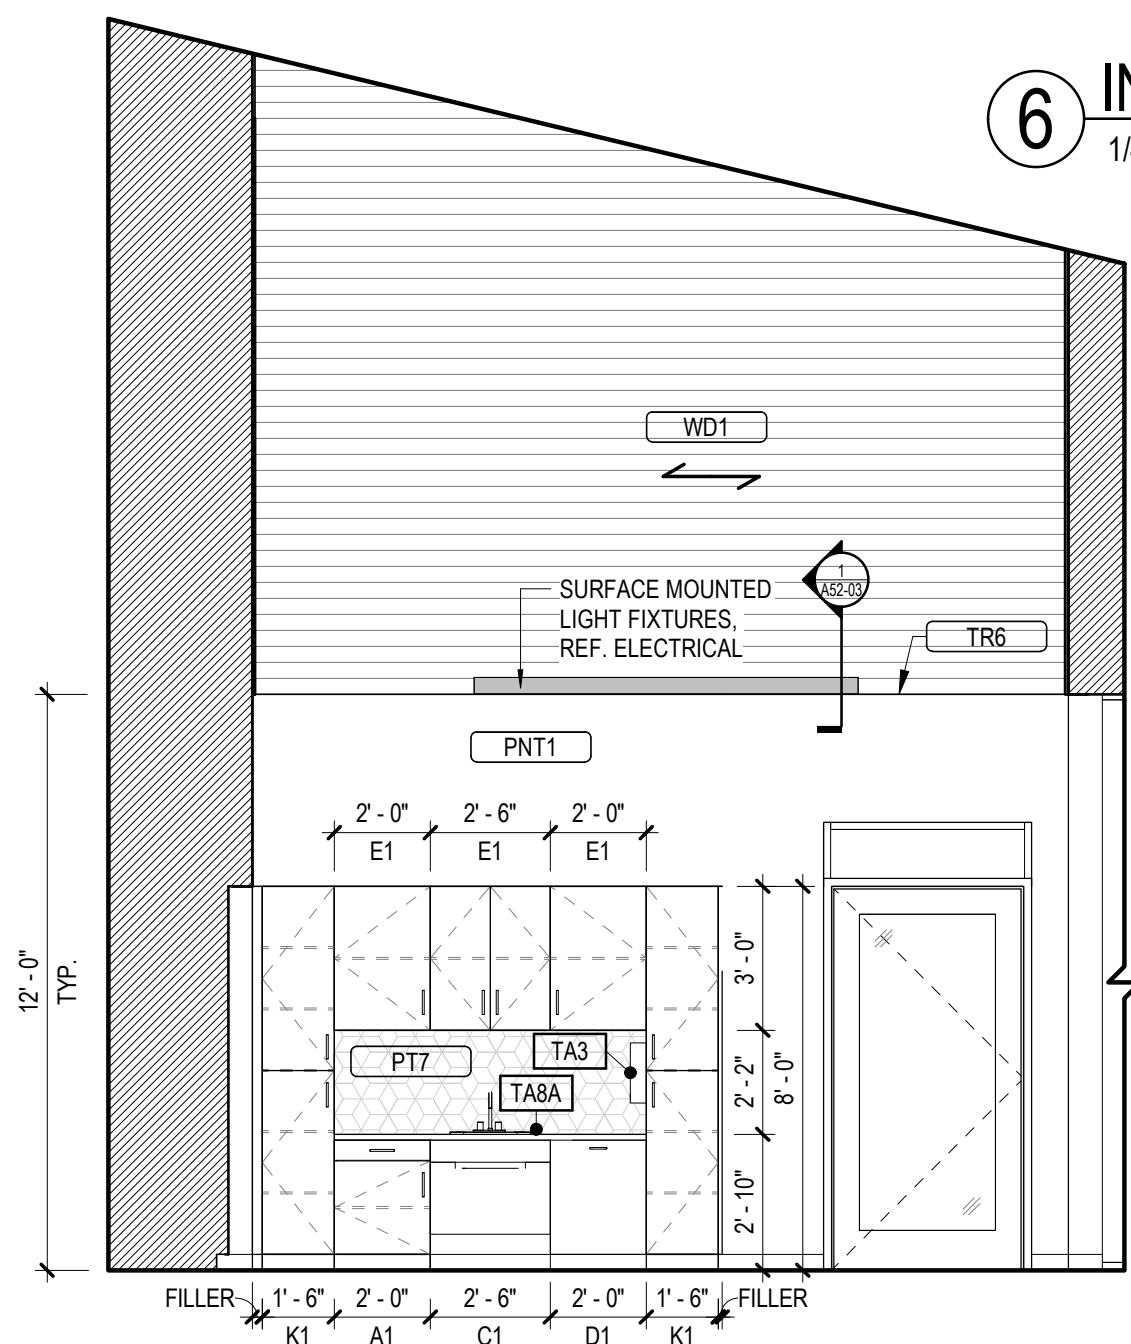 6
IN
1/
WD1
SURFACE MOUNTED
LIGHT FIXTURES,
REF. ELECTRICAL
1
A52-03
TR6
PNT1
2' - 0" 2' - 6" 2' - 0"
E1 E1 E1
12' - 0"
TYP.
3' - 0"
2' - 2"
8' - 0"
2' - 10"
PT7
TA3
TA8A
FILLER 1' - 6" 2' - 0" 2' - 6" 2' - 0" 1' - 6" FILLER
K1 A1 C1 D1 K1